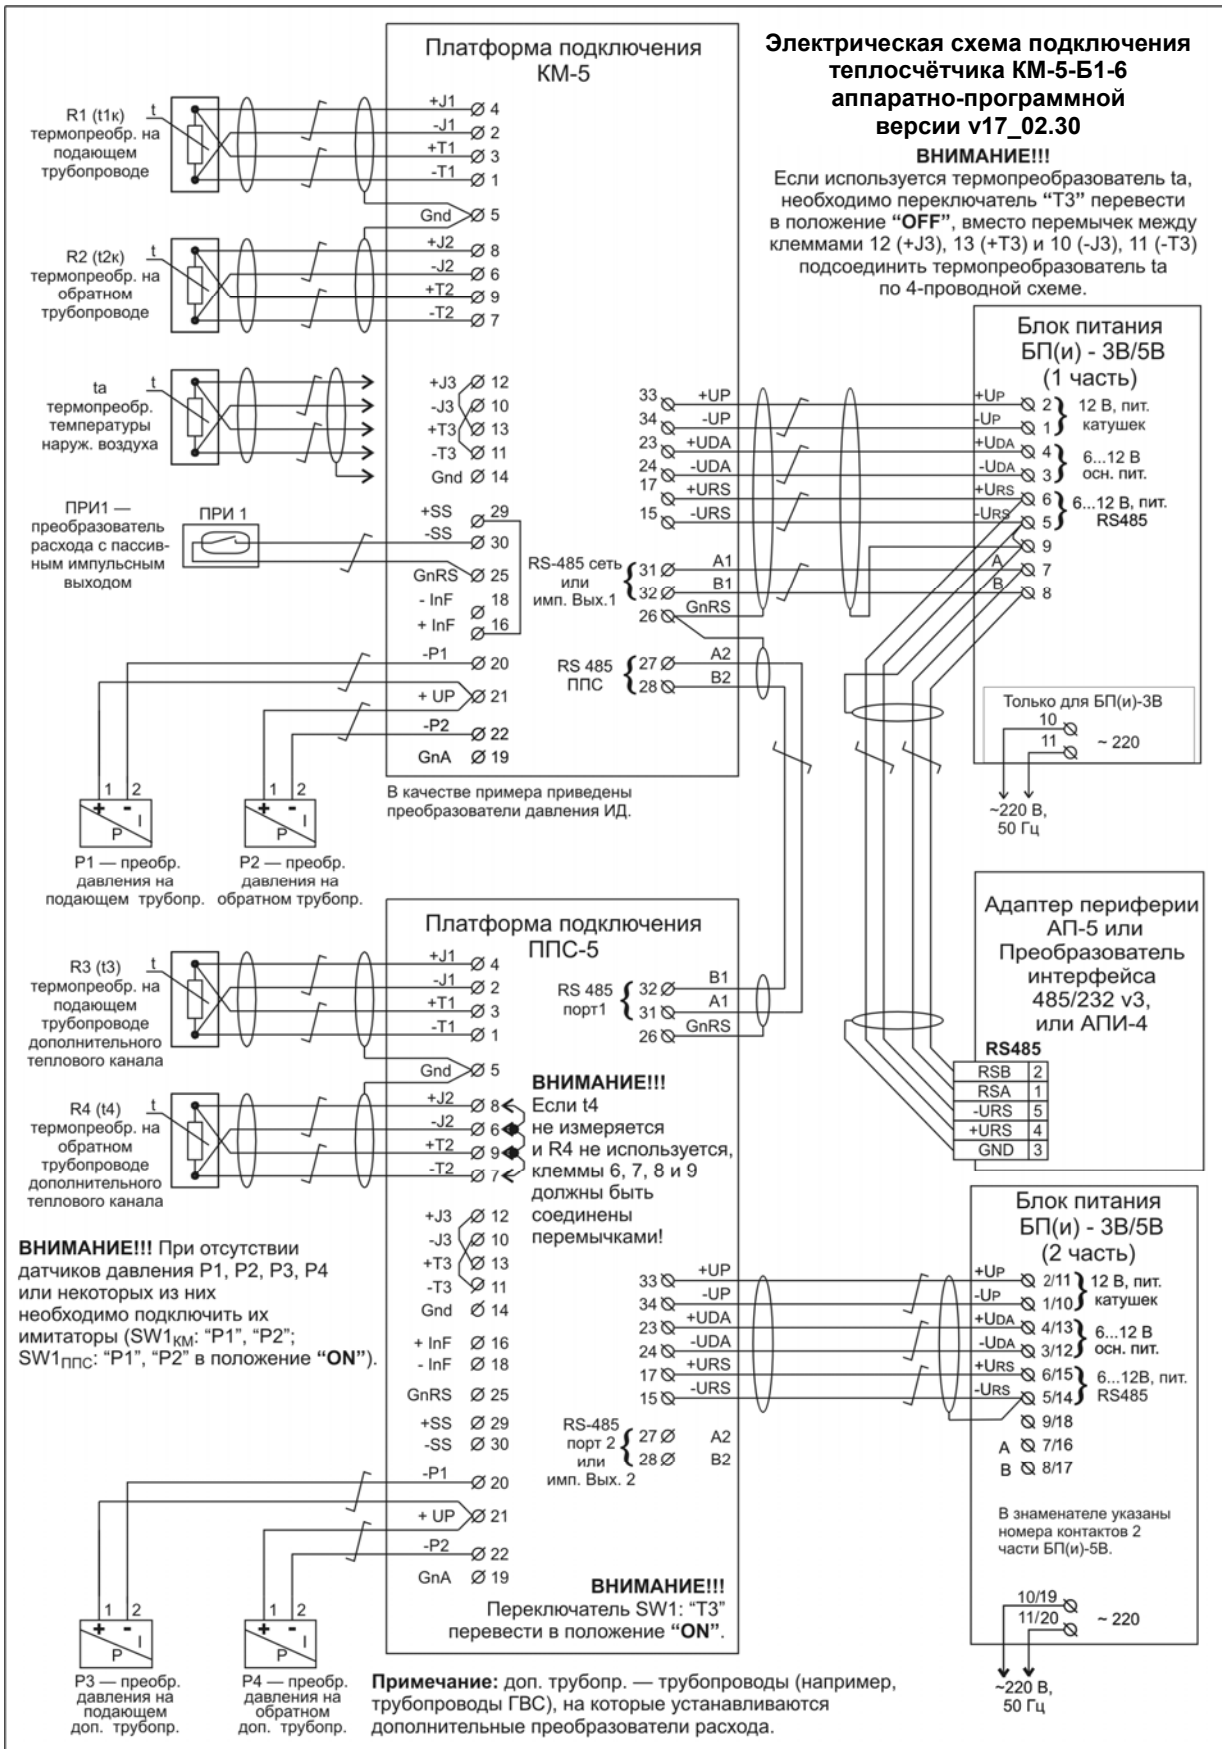 Электрическая схема подключения
теплосчётчика КМ-5-Б1-6
аппаратно-программной
версии v17_02.30
ВНИМАНИЕ!!!
Если используется термопреобразователь ta,
необходимо переключатель “T3” перевести
в положение “OFF”, вместо перемычек между
клеммами 12 (+J3), 13 (+T3) и 10 (-J3), 11 (-T3)
подсоединить термопреобразователь ta
по 4-проводной схеме.
Платформа подключения
КМ-5
R1 (t1к)
термопреобр. на
подающем
трубопроводе
t
+J1 4
-J1 2
+T1 3
-T1 1
Gnd 5
R2 (t2к)
термопреобр. на
обратном
трубопроводе
t
+J2 8
-J2 6
+T2 9
-T2 7
ta
термопреобр.
температуры
наруж. воздуха
t
+J3 12
-J3 10
+T3 13
-T3 11
Gnd 14
ПРИ1 —
преобразователь
расхода с пассив-
ным импульсным
выходом
ПРИ 1
+SS 29
-SS 30
GnRS 25
- InF 18
+ InF 16
-P1 20
+ UP 21
-P2 22
GnA 19
33 +UP
34 -UP
23 +UDA
24 -UDA
17 +URS
15 -URS
RS-485 сеть
или
имп. Вых.1
31 A1
32 B1
26 GnRS
RS 485
ППС
27 A2
28 B2
Блок питания
БП(и) - 3В/5В
(1 часть)
+UP 2
-UP 1
12 В, пит.
катушек
+UDA 4
-UDA 3
6...12 В
осн. пит.
+URS 6
-URS 5
6...12 В, пит.
RS485
9
A 7
B 8
Только для БП(и)-3В
10
11 ~ 220
~220 В,
50 Гц
1 2
+ -
I
P
P1 — преобр.
давления на
подающем трубопр.
1 2
+ -
I
P
P2 — преобр.
давления на
обратном трубопр.
В качестве примера приведены
преобразователи давления ИД.
Адаптер периферии
АП-5 или
Преобразователь
интерфейса
485/232 v3,
или АПИ-4
RS485
RSB 2
RSA 1
-URS 5
+URS 4
GND 3
Платформа подключения
ППС-5
R3 (t3)
термопреобр. на
подающем
трубопроводе
дополнительного
теплового канала
t
+J1 4
-J1 2
+T1 3
-T1 1
Gnd 5
RS 485
порт1
32 B1
31 A1
26 GnRS
R4 (t4)
термопреобр. на
обратном
трубопроводе
дополнительного
теплового канала
t
+J2 8
-J2 6
+T2 9
-T2 7
ВНИМАНИЕ!!!
Если t4
не измеряется
и R4 не используется,
клеммы 6, 7, 8 и 9
должны быть
соединены
перемычками!
+J3 12
-J3 10
+T3 13
-T3 11
Gnd 14
+ InF 16
- InF 18
GnRS 25
+SS 29
-SS 30
-P1 20
+ UP 21
-P2 22
GnA 19
33 +UP
34 -UP
23 +UDA
24 -UDA
17 +URS
15 -URS
RS-485
порт 2
или
имп. Вых. 2
27 A2
28 B2
ВНИМАНИЕ!!! При отсутствии
датчиков давления P1, P2, P3, P4
или некоторых из них
необходимо подключить их
имитаторы (SW1КМ: “P1”, “P2”;
SW1ППС: “P1”, “P2” в положение “ON”).
Блок питания
БП(и) - 3В/5В
(2 часть)
+UP 2/11
-UP 1/10
12 В, пит.
катушек
+UDA 4/13
-UDA 3/12
6...12 В
осн. пит.
+URS 6/15
-URS 5/14
6...12В, пит.
RS485
9/18
A 7/16
B 8/17
В знаменателе указаны
номера контактов 2
части БП(и)-5В.
10/19
11/20 ~ 220
~220 В,
50 Гц
ВНИМАНИЕ!!!
Переключатель SW1: “T3”
перевести в положение “ON”.
1 2
+ -
I
P
P3 — преобр.
давления на
подающем
доп. трубопр.
1 2
+ -
I
P
P4 — преобр.
давления на
обратном
доп. трубопр.
Примечание: доп. трубопр. — трубопроводы (например,
трубопроводы ГВС), на которые устанавливаются
дополнительные преобразователи расхода.